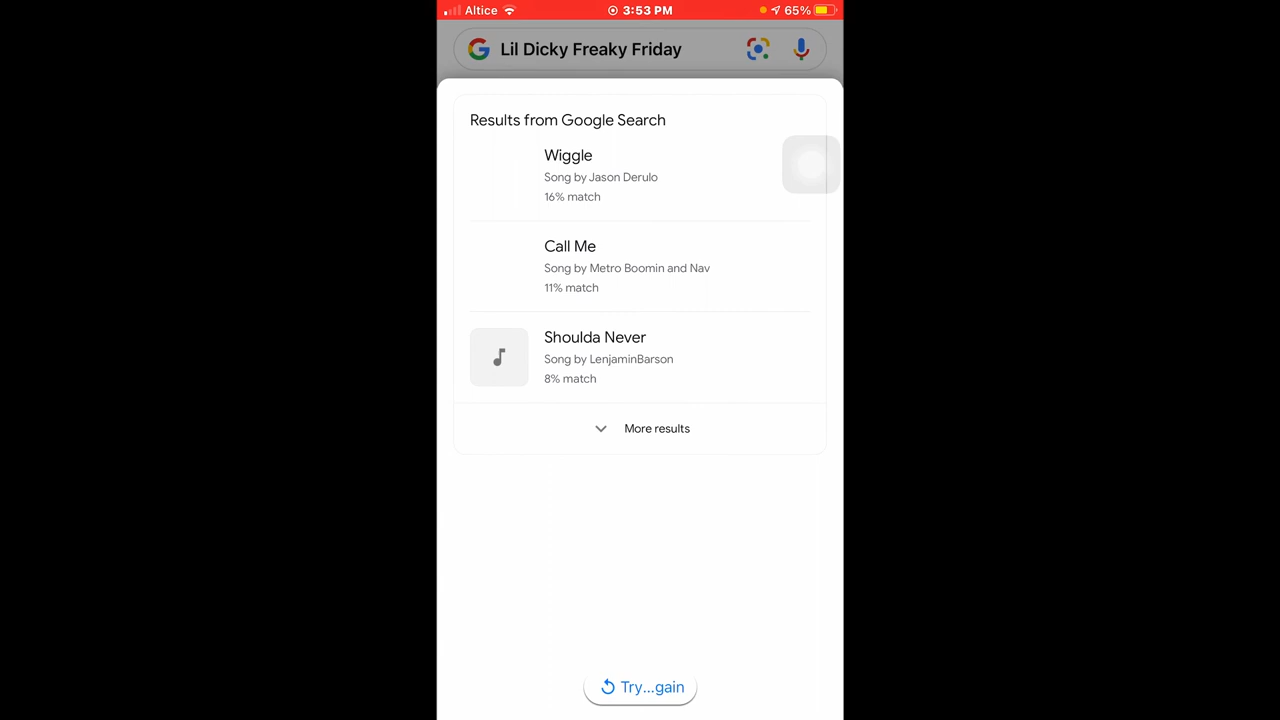 Altice 3:53 PM 65%
Lil Dicky Freaky Friday
Results from Google Search
Wiggle
Song by Jason Derulo
16% match
Call Me
Song by Metro Boomin and Nav
11% match
Shoulda Never
Song by LenjaminBarson
8% match
More results
Try...gain